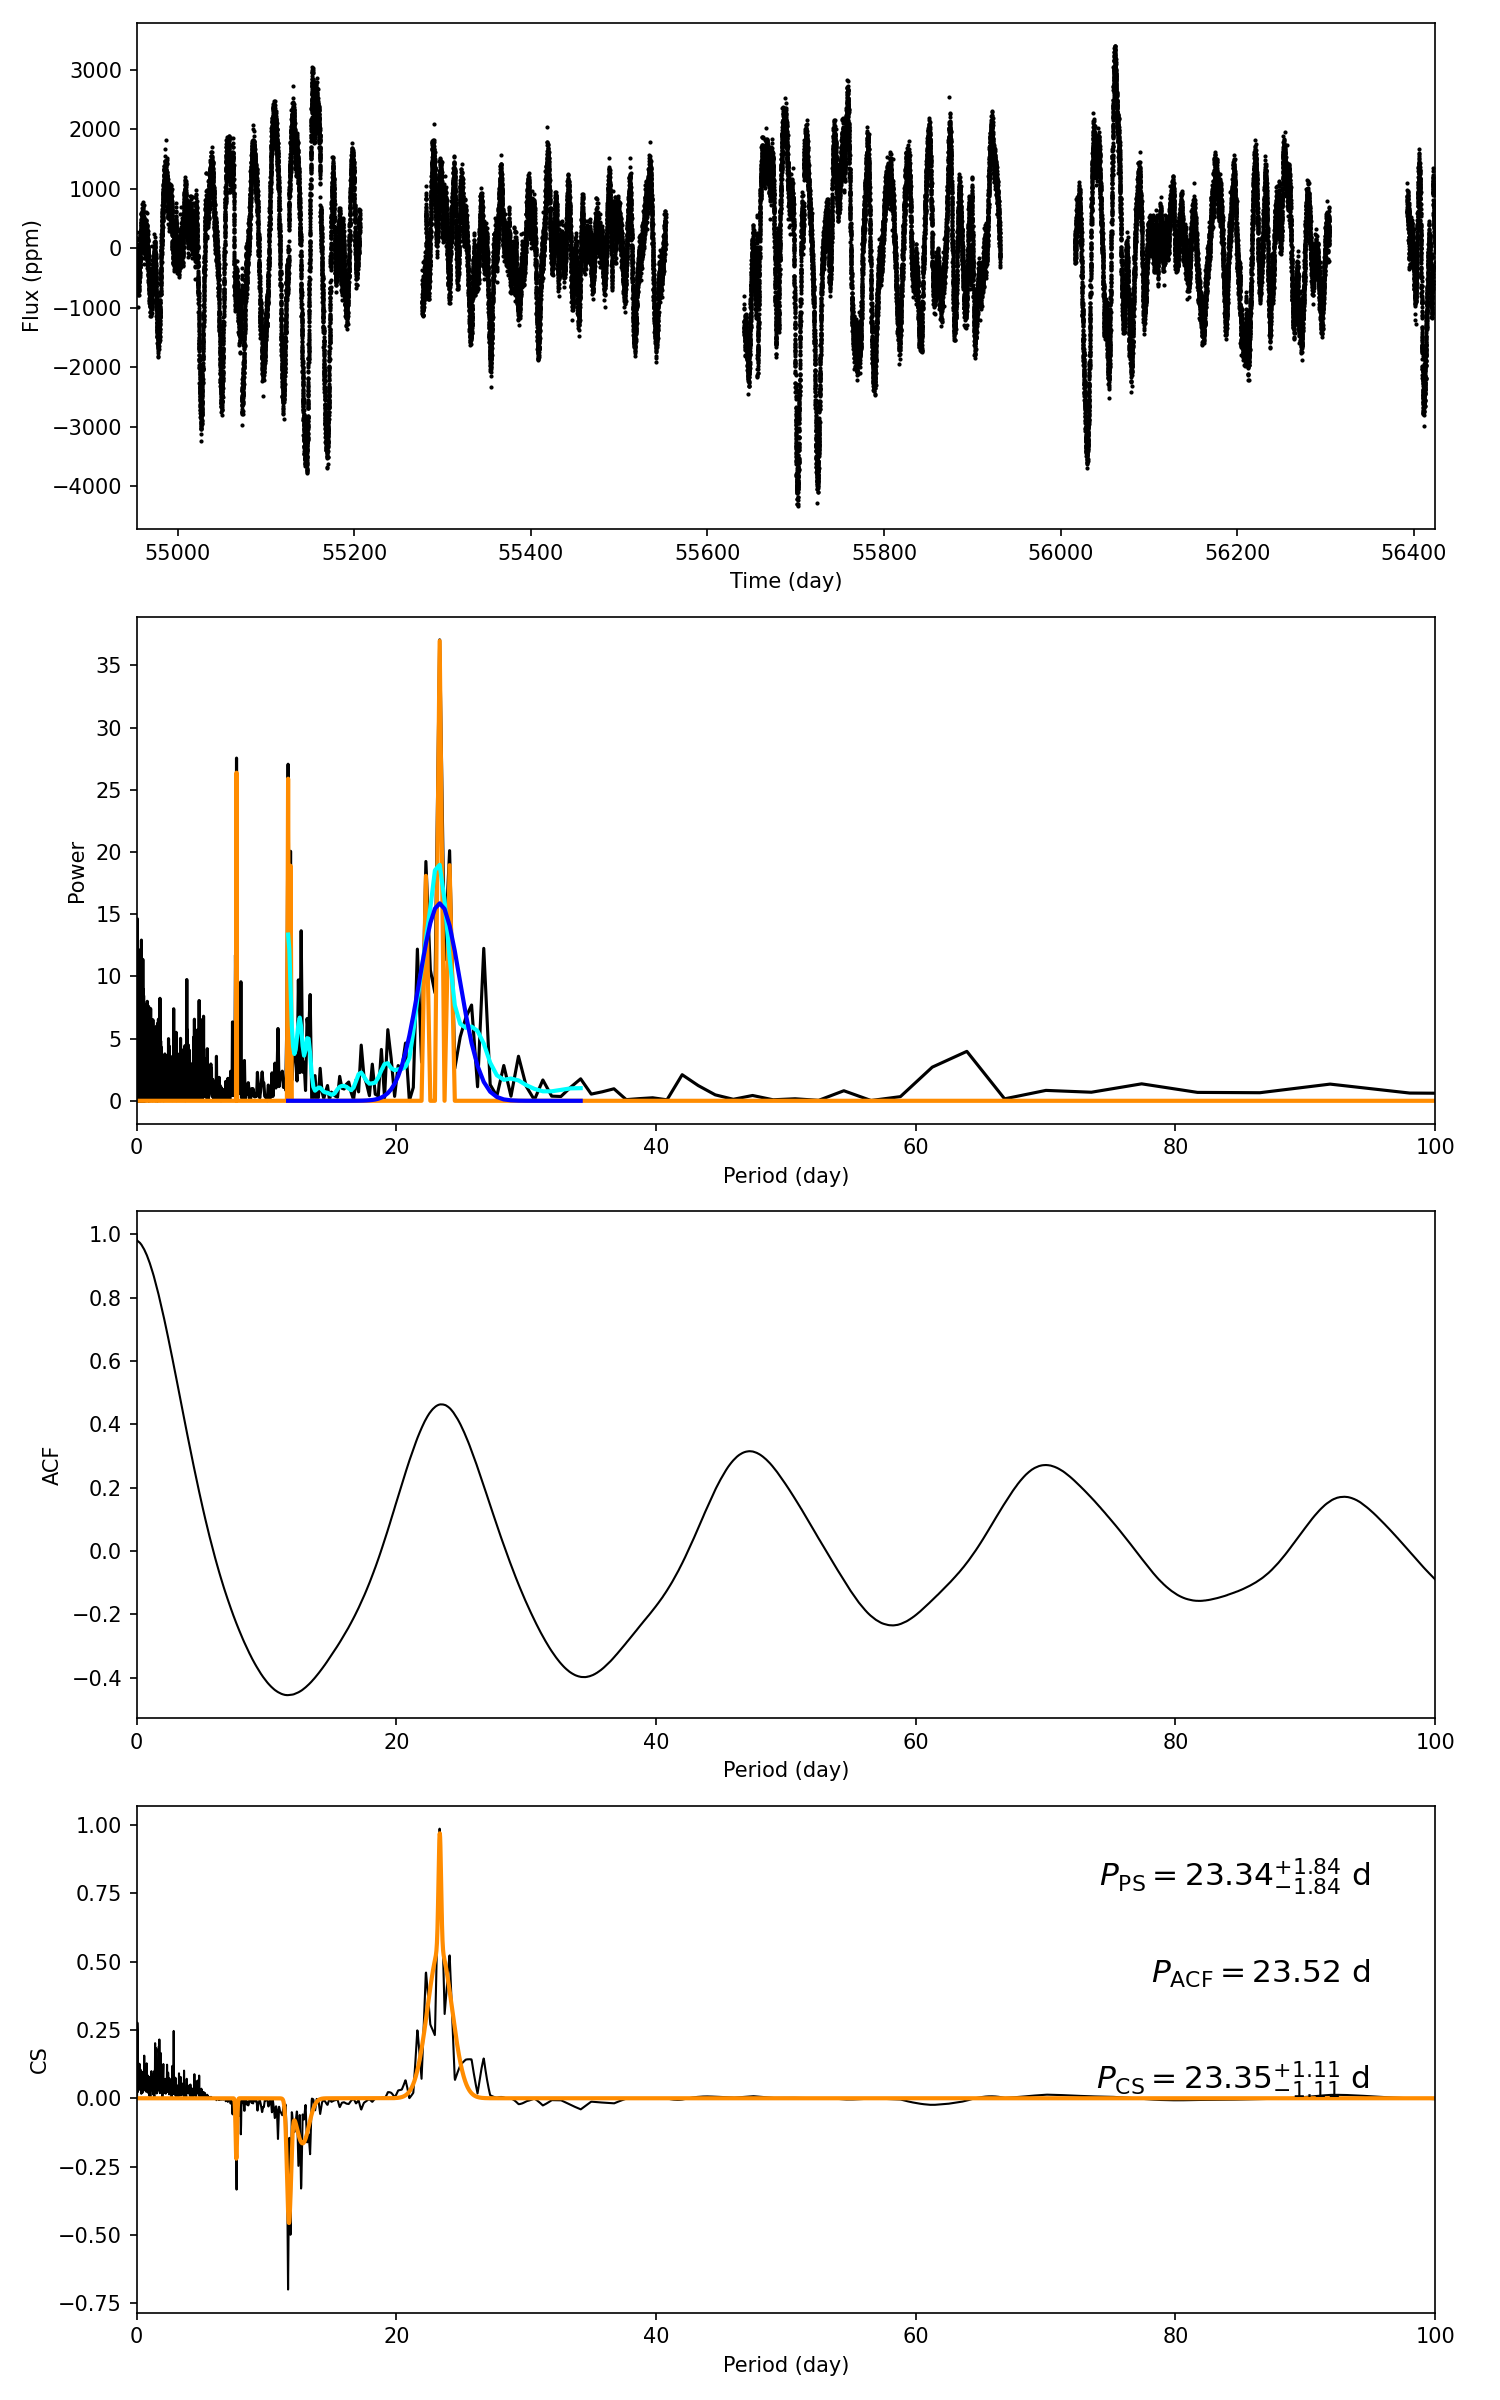 3000
2000
1000
0
−1000
−2000
−3000
−4000
Flux (ppm)
55000 55200 55400 55600 55800 56000 56200 56400
Time (day)
35
30
25
20
15
10
5
0
Power
0 20 40 60 80 100
Period (day)
1.0
0.8
0.6
0.4
0.2
0.0
−0.2
−0.4
ACF
0 20 40 60 80 100
Period (day)
1.00
0.75
0.50
0.25
0.00
−0.25
−0.50
−0.75
CS
P_PS = 23.34 +1.84 −1.84 d
P_ACF = 23.52 d
P_CS = 23.35 +1.11 −1.11 d
0 20 40 60 80 100
Period (day)